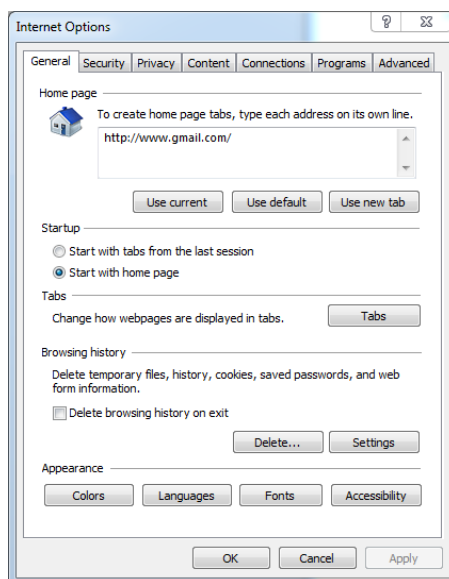 Internet Options
General Security Privacy Content Connections Programs Advanced
Home page
To create home page tabs, type each address on its own line.
http://www.gmail.com/
Use current Use default Use new tab
Startup
Start with tabs from the last session
Start with home page
Tabs
Change how webpages are displayed in tabs. Tabs
Browsing history
Delete temporary files, history, cookies, saved passwords, and web
form information.
Delete browsing history on exit
Delete... Settings
Appearance
Colors Languages Fonts Accessibility
OK Cancel Apply